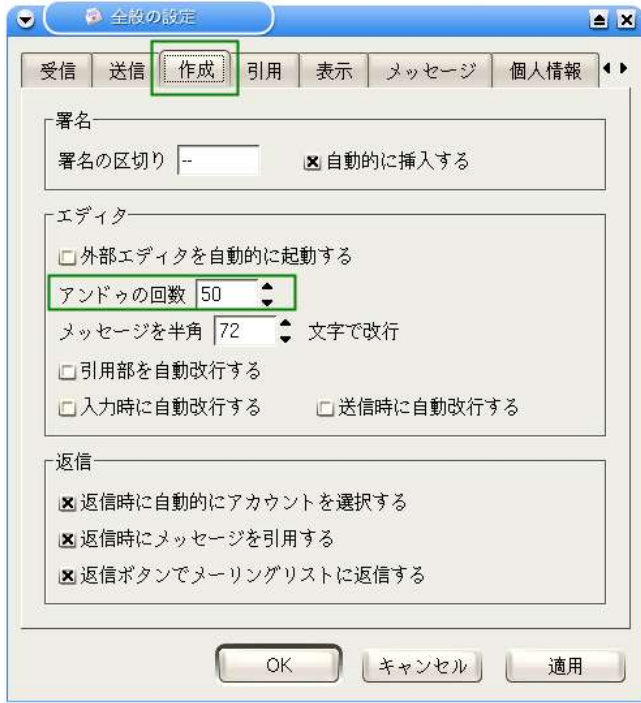 全般の設定
受信 送信 作成 引用 表示 メッセージ 個人情報
署名
署名の区切り -- 自動的に挿入する
エディタ
外部エディタを自動的に起動する
アンドゥの回数 50
メッセージを半角 72 文字で改行
引用部を自動改行する
入力時に自動改行する 送信時に自動改行する
返信
返信時に自動的にアカウントを選択する
返信時にメッセージを引用する
返信ボタンでメーリングリストに返信する
OK キャンセル 適用